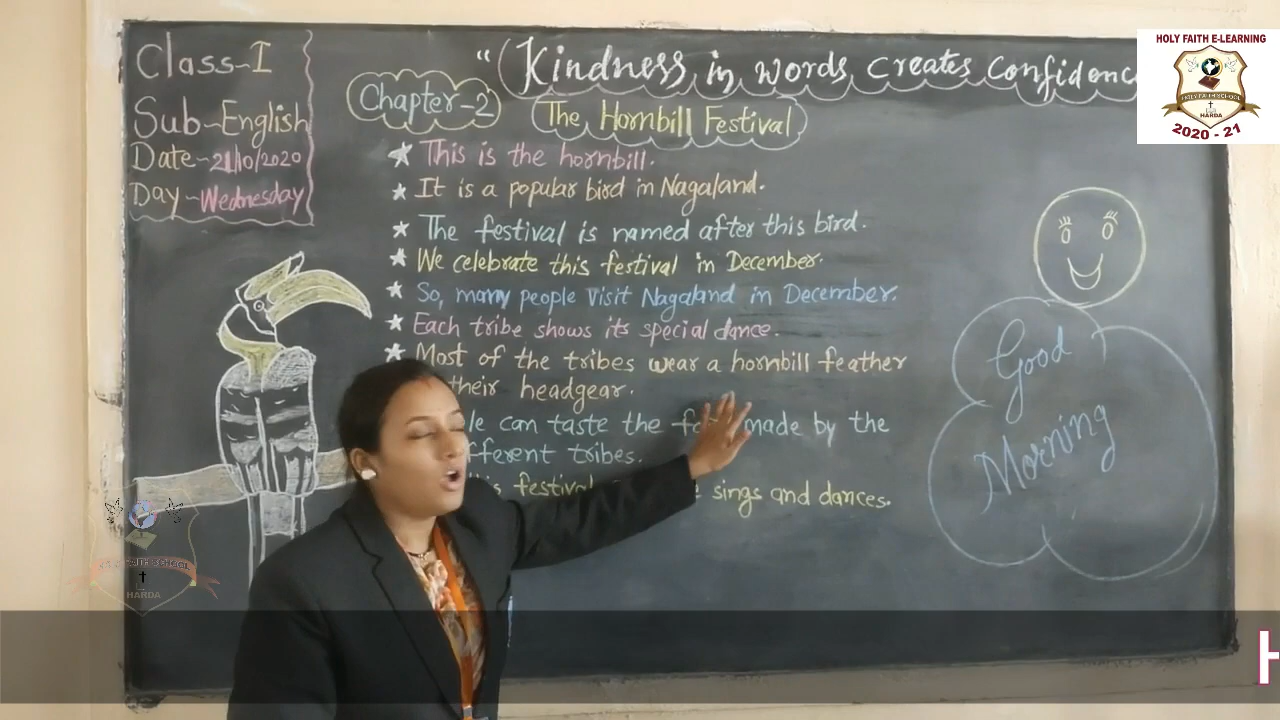 Class-I
Sub-English
Date-21/10/2020
Day-Wednesday
"(Kindness in words creates confidenc
Chapter-2 The Hornbill Festival
This is the hornbill.
It is a popular bird in Nagaland.
The festival is named after this bird.
We celebrate this festival in December.
So, many people visit Nagaland in December.
Each tribe shows its special dance.
Most of the tribes wear a hornbill feather
their headgear.
can taste the made by the
tribes.
festival sings and dances.
Good
Morning
HOLY FAITH E-LEARNING
HOLY FAITH SCHOOL
HARDA
2020 - 21
HOLY FAITH SCHOOL
HARDA
H